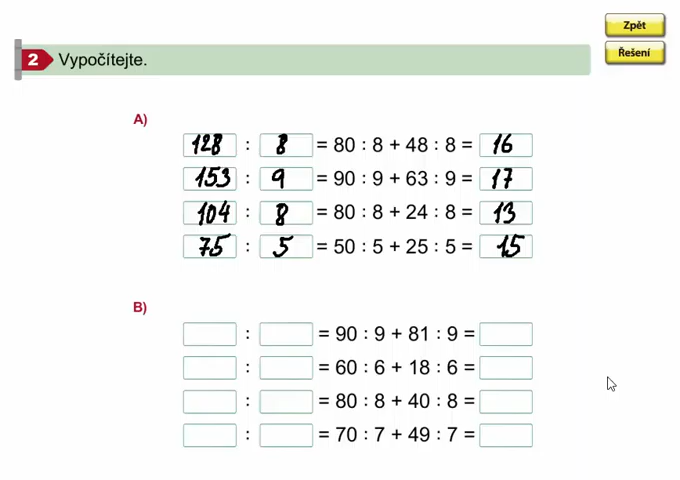 Zpět
Řešení
2 Vypočítejte.
A)
128 : 8 = 80 : 8 + 48 : 8 = 16
153 : 9 = 90 : 9 + 63 : 9 = 17
104 : 8 = 80 : 8 + 24 : 8 = 13
75 : 5 = 50 : 5 + 25 : 5 = 15
B)
: = 90 : 9 + 81 : 9 =
: = 60 : 6 + 18 : 6 =
: = 80 : 8 + 40 : 8 =
: = 70 : 7 + 49 : 7 =